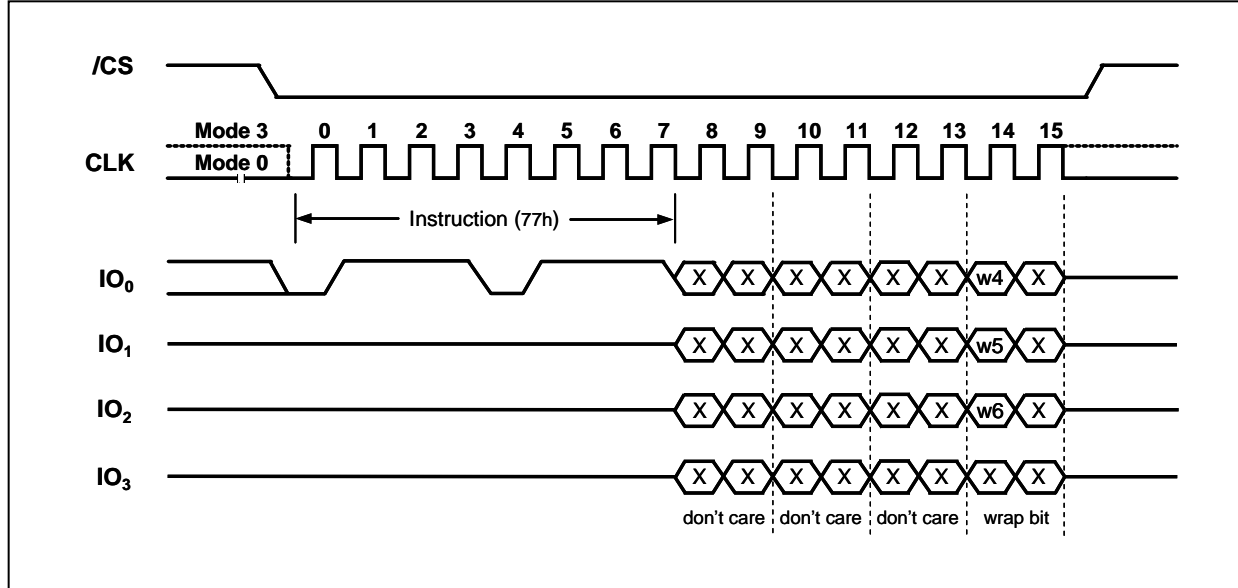 /CS
Mode 3 0 1 2 3 4 5 6 7 8 9 10 11 12 13 14 15
CLK Mode 0
Instruction (77h)
IO0 X X X X X X w4 X
IO1 X X X X X X w5 X
IO2 X X X X X X w6 X
IO3 X X X X X X X X
don't care don't care don't care wrap bit